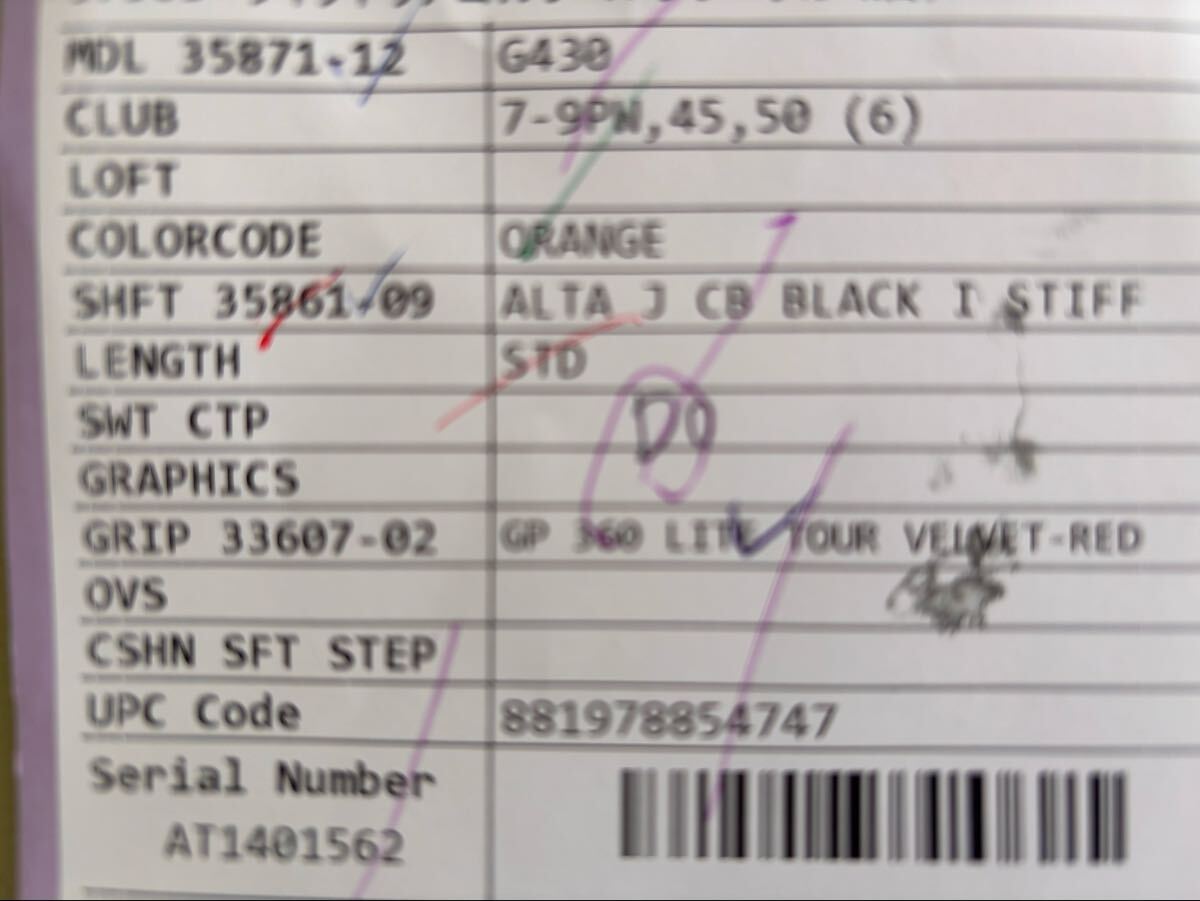 MDL 35871-12 G430
CLUB 7-9PW,45,50 (6)
LOFT
COLORCODE ORANGE
SHFT 35861-09 ALTA J CB BLACK I STIFF
LENGTH STD
SWT CTP D0
GRAPHICS
GRIP 33607-02 GP 360 LITE TOUR VELVET-RED
OVS
CSHN SFT STEP
UPC Code 881978854747
Serial Number
AT1401562